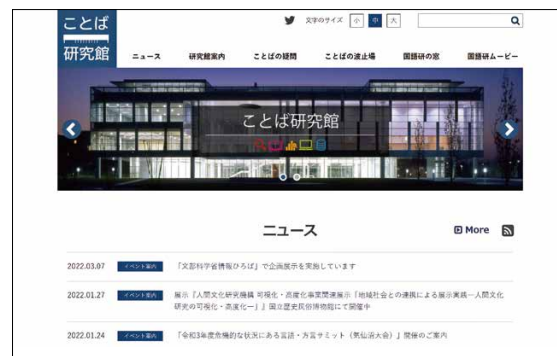 ことば
研究館
文字のサイズ 小 中 大
ニュース 研究館案内 ことばの疑問 ことばの波止場 国語研の窓 国語研ムービー
ことば研究館
ニュース
More
2022.03.07 イベント案内 「文部科学省情報ひろば」で企画展示を実施しています
2022.01.27 イベント案内 展示『人間文化研究機構 可視化・高度化事業関連展示「地域社会との連携による展示実践―人間文化
研究の可視化・高度化―」』国立歴史民俗博物館にて開催中
2022.01.24 イベント案内 「令和3年度危機的な状況にある言語・方言サミット（気仙沼大会）」開催のご案内